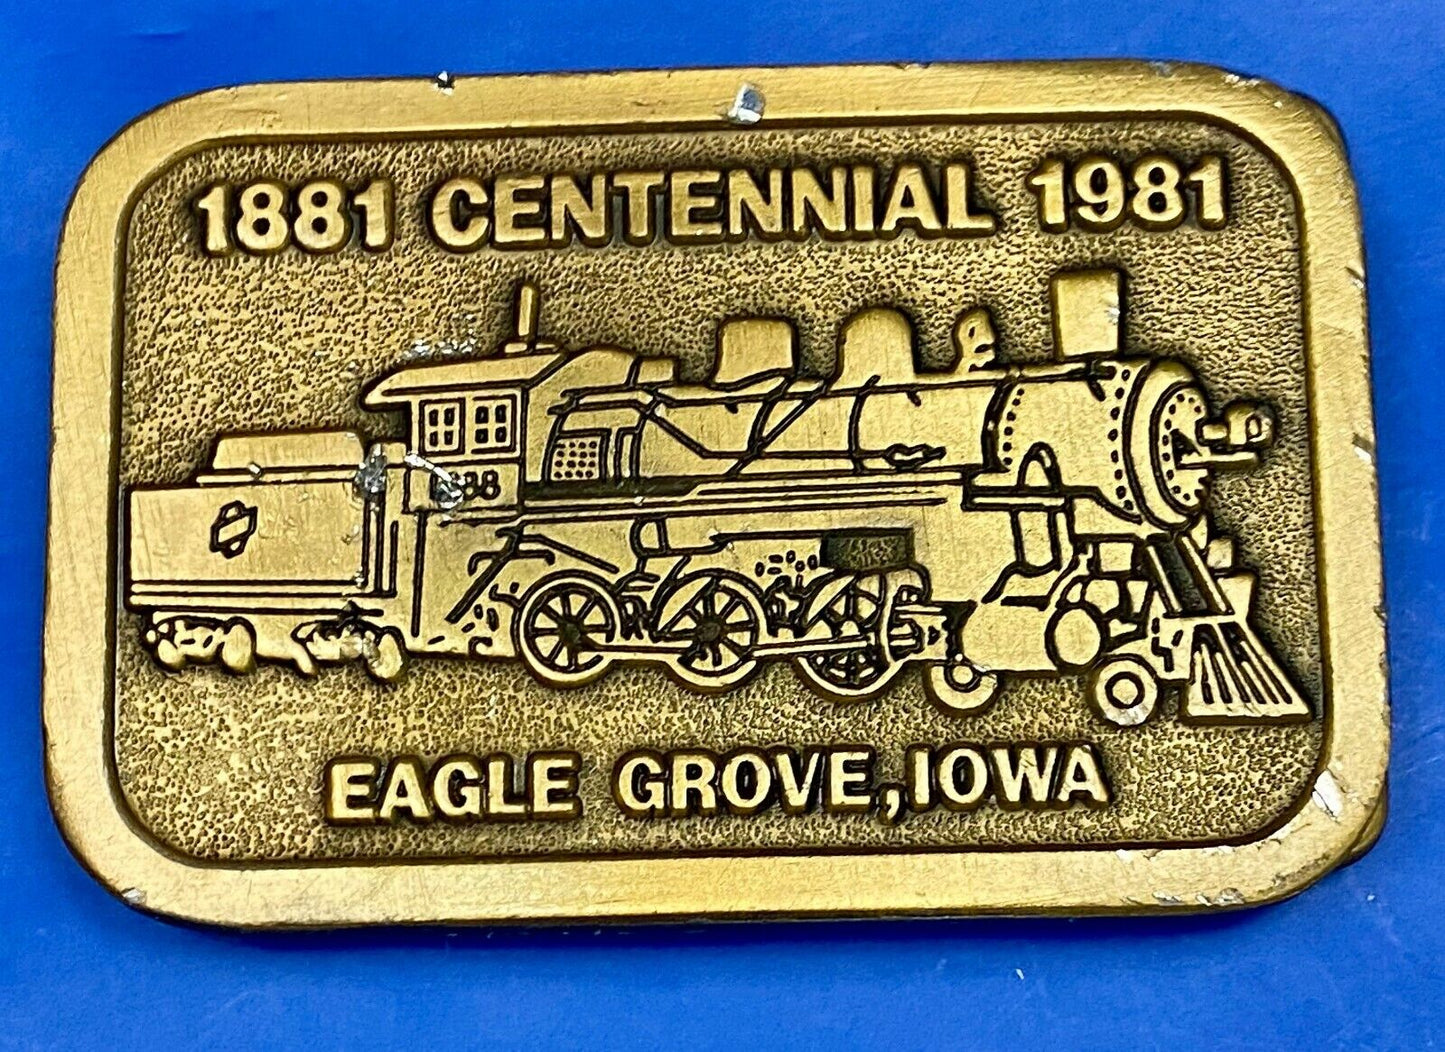 1881 CENTENNIAL 1981
EAGLE GROVE, IOWA